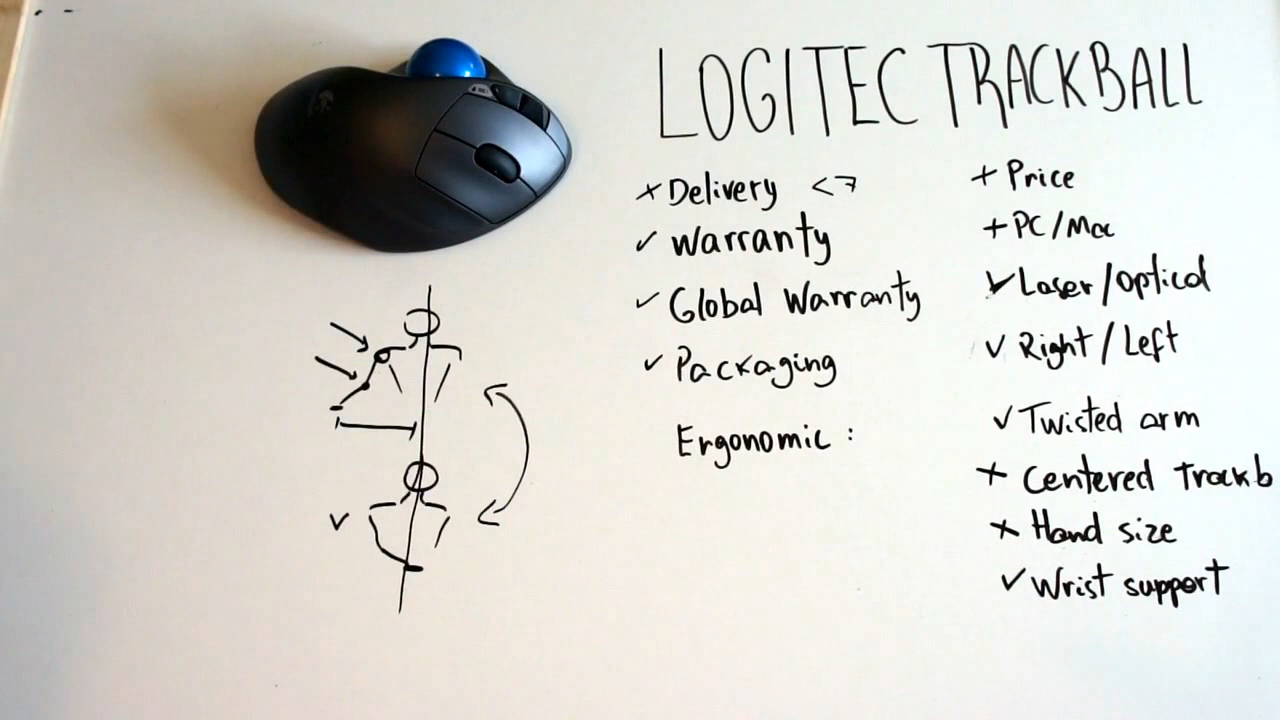 LOGITEC TRACKBALL
× Delivery <7
✓ Warranty
✓ Global Warranty
✓ Packaging
Ergonomic :
+ Price
+ PC/Mac
✓ Laser/Optical
✓ Right/Left
✓ Twisted arm
+ Centered Trackb
× Hand size
✓ Wrist support